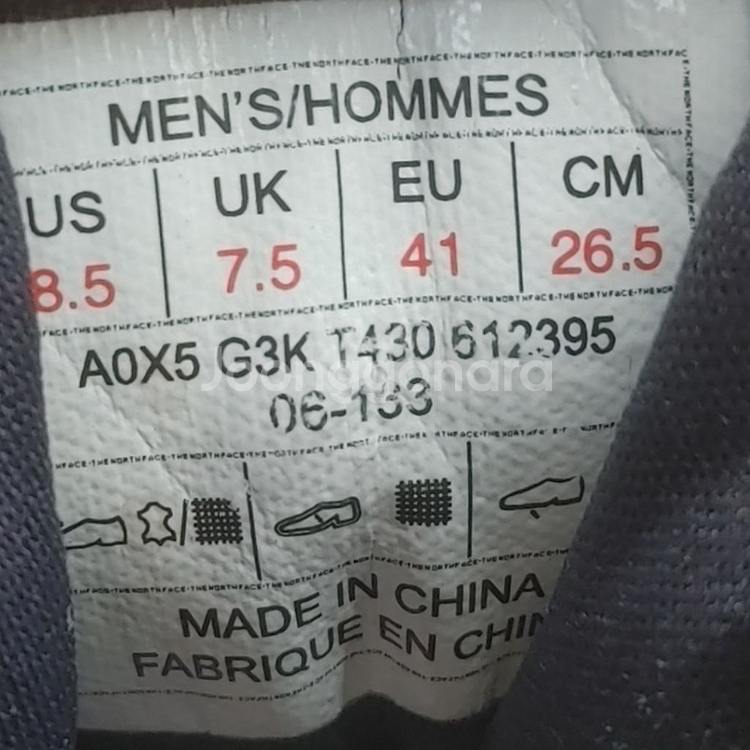 MEN'S/HOMMES
US UK EU CM
8.5 7.5 41 26.5
A0X5 G3K T430 612395
06-133
Joonggonara
MADE IN CHINA
FABRIQUE EN